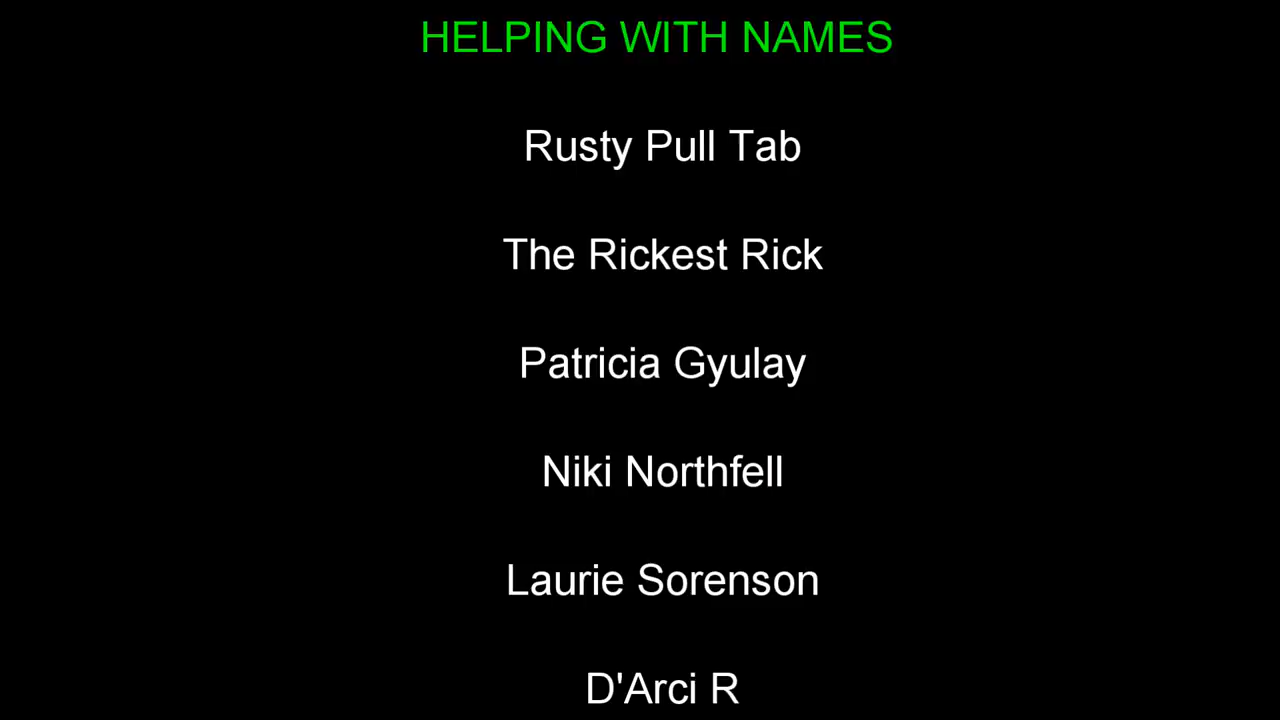 HELPING WITH NAMES
Rusty Pull Tab
The Rickest Rick
Patricia Gyulay
Niki Northfell
Laurie Sorenson
D'Arci R